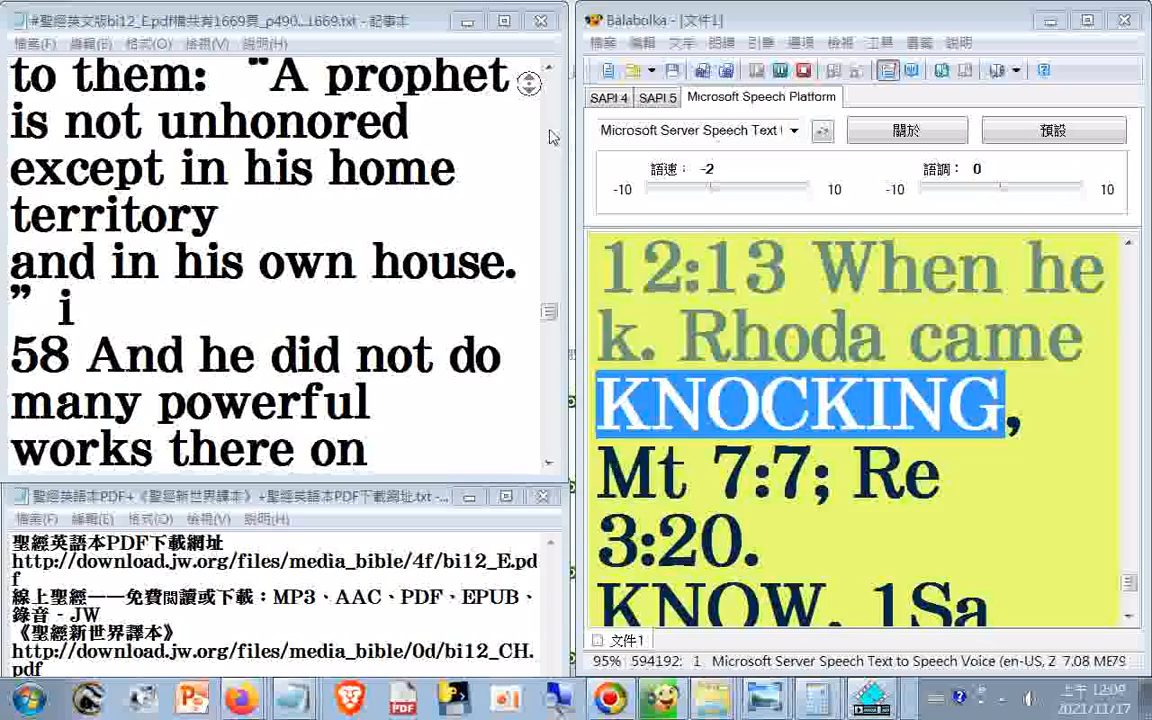 #聖經英文版bi12_E.pdf檔共有1669頁_p490...1669.txt - 記事本
檔案(F) 編輯(E) 格式(O) 檢視(V) 說明(H)
to them: “A prophet
is not unhonored
except in his home
territory
and in his own house.
” i
58 And he did not do
many powerful
works there on
聖經英語本PDF+《聖經新世界譯本》+聖經英語本PDF下載網址.txt - ...
檔案(F) 編輯(E) 格式(O) 檢視(V) 說明(H)
聖經英語本PDF下載網址
http://download.jw.org/files/media_bible/4f/bi12_E.pd
f
線上聖經——免費閱讀或下載：MP3、AAC、PDF、EPUB、
錄音 - JW
《聖經新世界譯本》
http://download.jw.org/files/media_bible/0d/bi12_CH.
pdf
Balabolka - [文件1]
檔案 編輯 文字 朗讀 引擎 選項 檢視 工具 書籤 說明
SAPI 4 SAPI 5 Microsoft Speech Platform
Microsoft Server Speech Text 關於 預設
語速： -2 語調： 0
-10 10 -10 10
12:13 When he
k. Rhoda came
KNOCKING,
Mt 7:7; Re
3:20.
KNOW, 1Sa
文件1
95% 594192: 1 Microsoft Server Speech Text to Speech Voice (en-US, Z 7.08 ME
PDF
上午 12:09
2021/11/17